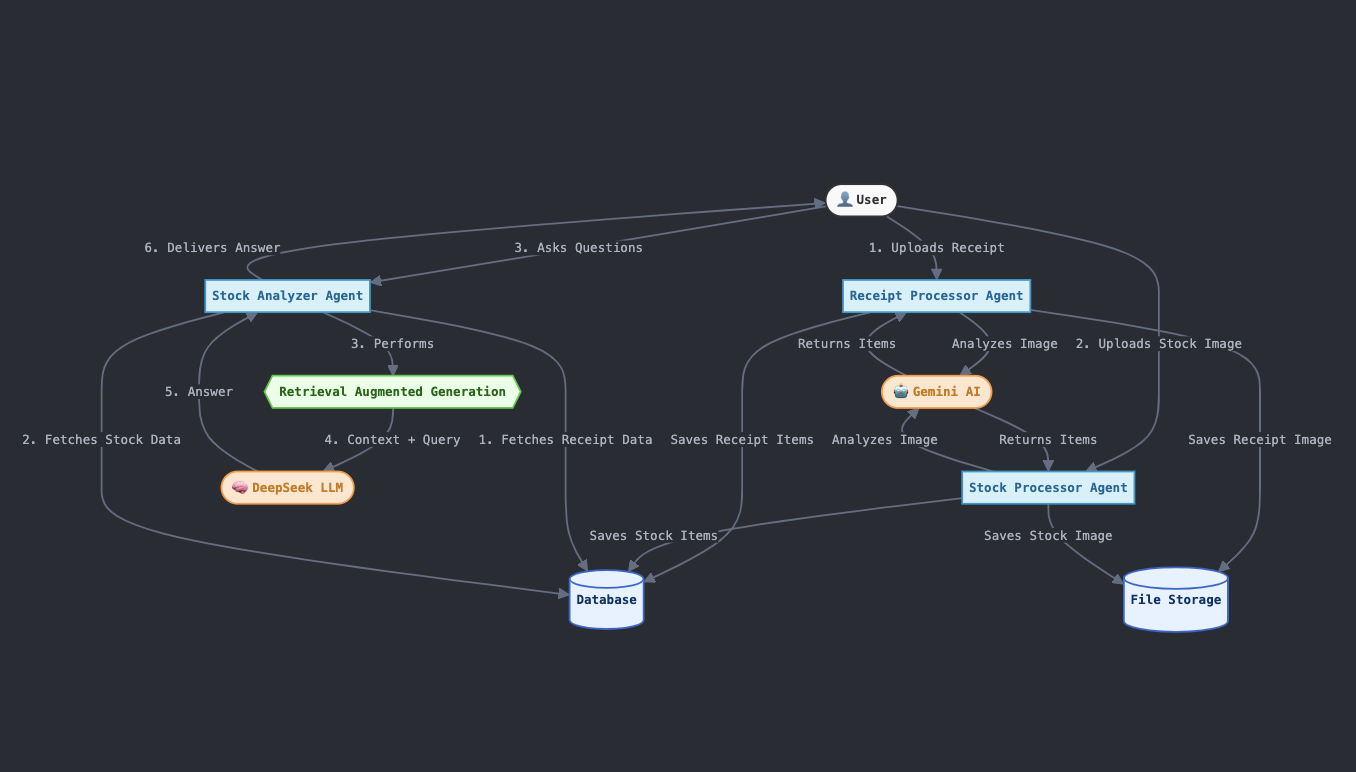 👤 User
6. Delivers Answer
3. Asks Questions
1. Uploads Receipt
Stock Analyzer Agent
Receipt Processor Agent
3. Performs
Returns Items
Analyzes Image
2. Uploads Stock Image
5. Answer
Retrieval Augmented Generation
🤖 Gemini AI
2. Fetches Stock Data
4. Context + Query
1. Fetches Receipt Data
Saves Receipt Items
Analyzes Image
Returns Items
Saves Receipt Image
🧠 DeepSeek LLM
Stock Processor Agent
Saves Stock Items
Saves Stock Image
Database
File Storage